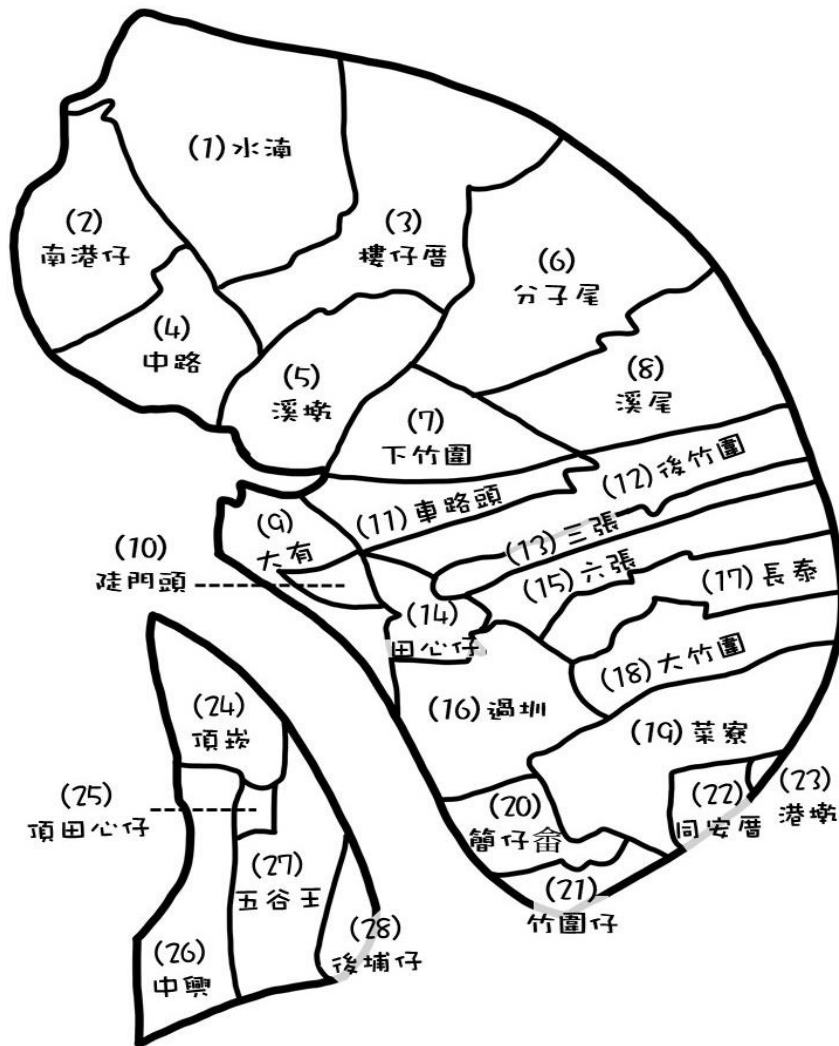 (1) 水湳
(2)
南港仔
(3)
樓仔厝
(4)
中路
(5)
溪墩
(6)
分子尾
(7)
下竹圍
(8)
溪尾
(9)
大有
(10)
陡門頭
(11) 車路頭
(12) 後竹圍
(13) 三張
(14)
田心仔
(15) 六張
(16) 過圳
(17) 長泰
(18) 大竹圍
(19) 菜寮
(20)
簡仔畬
(21)
竹圍仔
(22)
同安厝
(23)
港墩
(24)
頂崁
(25)
頂田心仔
(26)
中興
(27)
五谷王
(28)
後埔仔